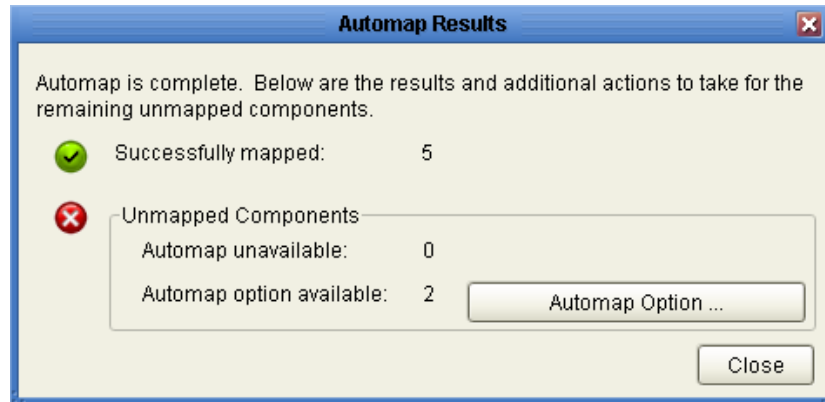 Automap Results
Automap is complete.  Below are the results and additional actions to take for the
remaining unmapped components.
Successfully mapped: 5
Unmapped Components
Automap unavailable: 0
Automap option available: 2 Automap Option ...
Close